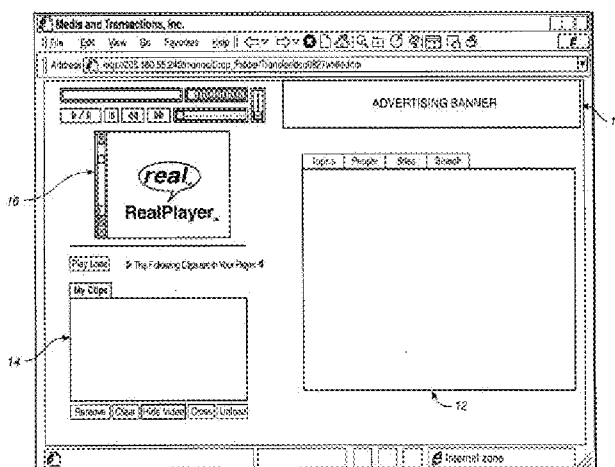 Media and Transactions, Inc.
File Edit View Go Favorites Help
Address
ADVERTISING BANNER
16
real
RealPlayer
Topics People Sites Search
Play Lists The Following Clips are in Your Player
My Clips
14
12
Remove Clear Hide Video Close Upload
Internet zone